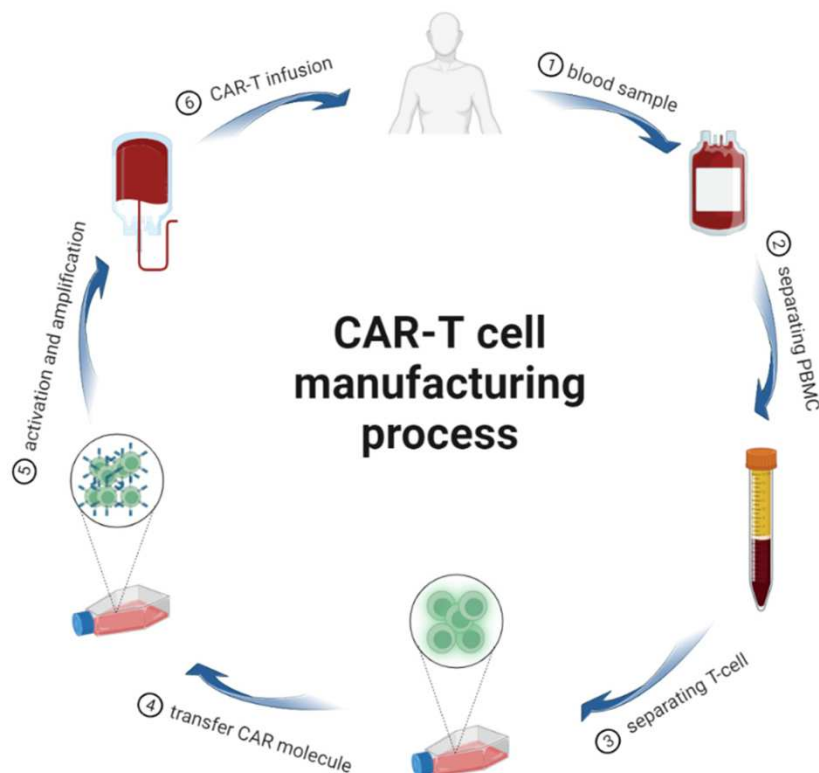 CAR-T cell
manufacturing
process
① blood sample
② separating PBMC
③ separating T-cell
④ transfer CAR molecule
⑤ activation and amplification
⑥ CAR-T infusion